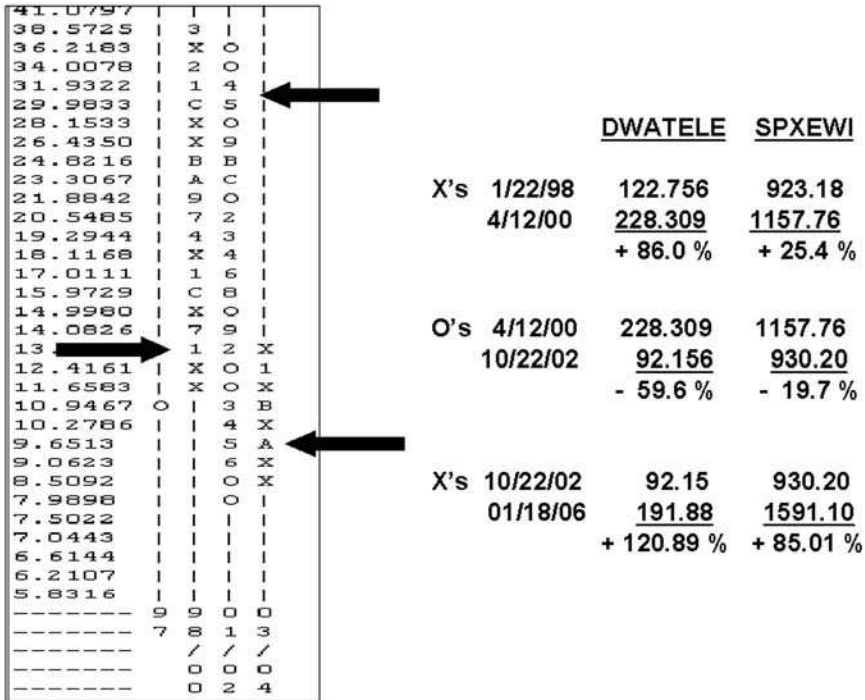 41.0797 | | | |
38.5725 | 3 | |
36.2183 | X O |
34.0078 | 2 O |
31.9322 | 1 4 |
29.9833 | C 5 |
28.1533 | X O |
26.4350 | X 9 |
24.8216 | B B |
23.3067 | A C |
21.8842 | 9 O |
20.5485 | 7 2 |
19.2944 | 4 3 |
18.1168 | X 4 |
17.0111 | 1 6 |
15.9729 | C 8 |
14.9980 | X O |
14.0826 | 7 9 |
13. 1 2 X
12.4161 | X O 1
11.6583 | X O X
10.9467 O | 3 B
10.2786 | | 4 X
9.6513 | | 5 A
9.0623 | | 6 X
8.5092 | | O X
7.9898 | | O |
7.5022 | | | |
7.0443 | | | |
6.6144 | | | |
6.2107 | | | |
5.8316 | | | |
------- 9 9 0 0
------- 7 8 1 3
------- / / /
------- 0 0 0
------- 0 2 4
DWATELE SPXEWI
X's 1/22/98 122.756 923.18
4/12/00 228.309 1157.76
+ 86.0 % + 25.4 %
O's 4/12/00 228.309 1157.76
10/22/02 92.156 930.20
- 59.6 % - 19.7 %
X's 10/22/02 92.15 930.20
01/18/06 191.88 1591.10
+ 120.89 % + 85.01 %